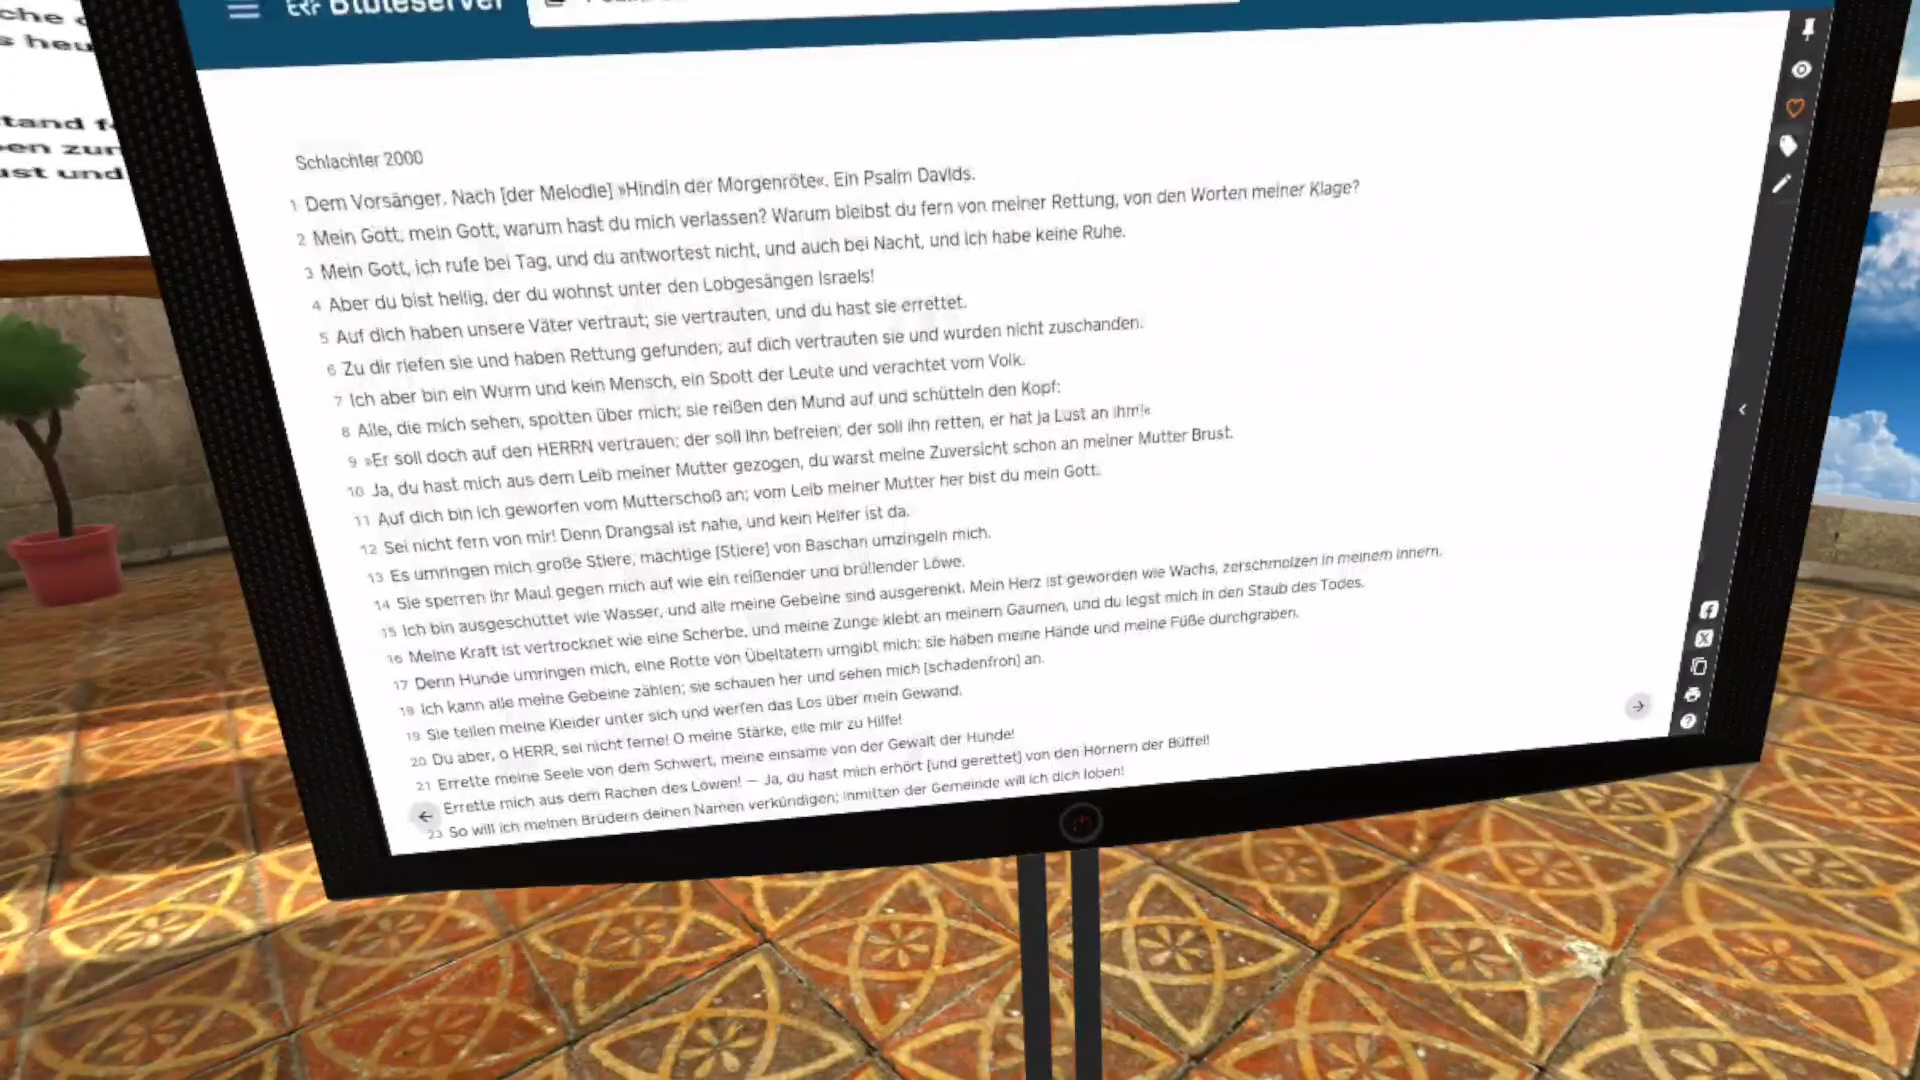 che
s heu
tand f
en zur
ust und
ERF Bibleserver
Schlachter 2000
1 Dem Vorsänger. Nach [der Melodie] »Hindin der Morgenröte«. Ein Psalm Davids.
2 Mein Gott, mein Gott, warum hast du mich verlassen? Warum bleibst du fern von meiner Rettung, von den Worten meiner Klage?
3 Mein Gott, ich rufe bei Tag, und du antwortest nicht, und auch bei Nacht, und ich habe keine Ruhe.
4 Aber du bist heilig, der du wohnst unter den Lobgesängen Israels!
5 Auf dich haben unsere Väter vertraut; sie vertrauten, und du hast sie errettet.
6 Zu dir riefen sie und haben Rettung gefunden; auf dich vertrauten sie und wurden nicht zuschanden.
7 Ich aber bin ein Wurm und kein Mensch, ein Spott der Leute und verachtet vom Volk.
8 Alle, die mich sehen, spotten über mich; sie reißen den Mund auf und schütteln den Kopf:
9 »Er soll doch auf den HERRN vertrauen; der soll ihn befreien; der soll ihn retten, er hat ja Lust an ihm!«
10 Ja, du hast mich aus dem Leib meiner Mutter gezogen, du warst meine Zuversicht schon an meiner Mutter Brust.
11 Auf dich bin ich geworfen vom Mutterschoß an; vom Leib meiner Mutter her bist du mein Gott.
12 Sei nicht fern von mir! Denn Drangsal ist nahe, und kein Helfer ist da.
13 Es umringen mich große Stiere, mächtige [Stiere] von Baschan umzingeln mich.
14 Sie sperren ihr Maul gegen mich auf wie ein reißender und brüllender Löwe.
15 Ich bin ausgeschüttet wie Wasser, und alle meine Gebeine sind ausgerenkt. Mein Herz ist geworden wie Wachs, zerschmolzen in meinem Innern.
16 Meine Kraft ist vertrocknet wie eine Scherbe, und meine Zunge klebt an meinem Gaumen, und du legst mich in den Staub des Todes.
17 Denn Hunde umringen mich, eine Rotte von Übeltätern umgibt mich; sie haben meine Hände und meine Füße durchgraben.
18 Ich kann alle meine Gebeine zählen; sie schauen her und sehen mich [schadenfroh] an.
19 Sie teilen meine Kleider unter sich und werfen das Los über mein Gewand.
20 Du aber, o HERR, sei nicht ferne! O meine Stärke, eile mir zu Hilfe!
21 Errette meine Seele von dem Schwert, meine einsame von der Gewalt der Hunde!
Errette mich aus dem Rachen des Löwen! — Ja, du hast mich erhört [und gerettet] von den Hörnern der Büffel!
23 So will ich meinen Brüdern deinen Namen verkündigen; inmitten der Gemeinde will ich dich loben!